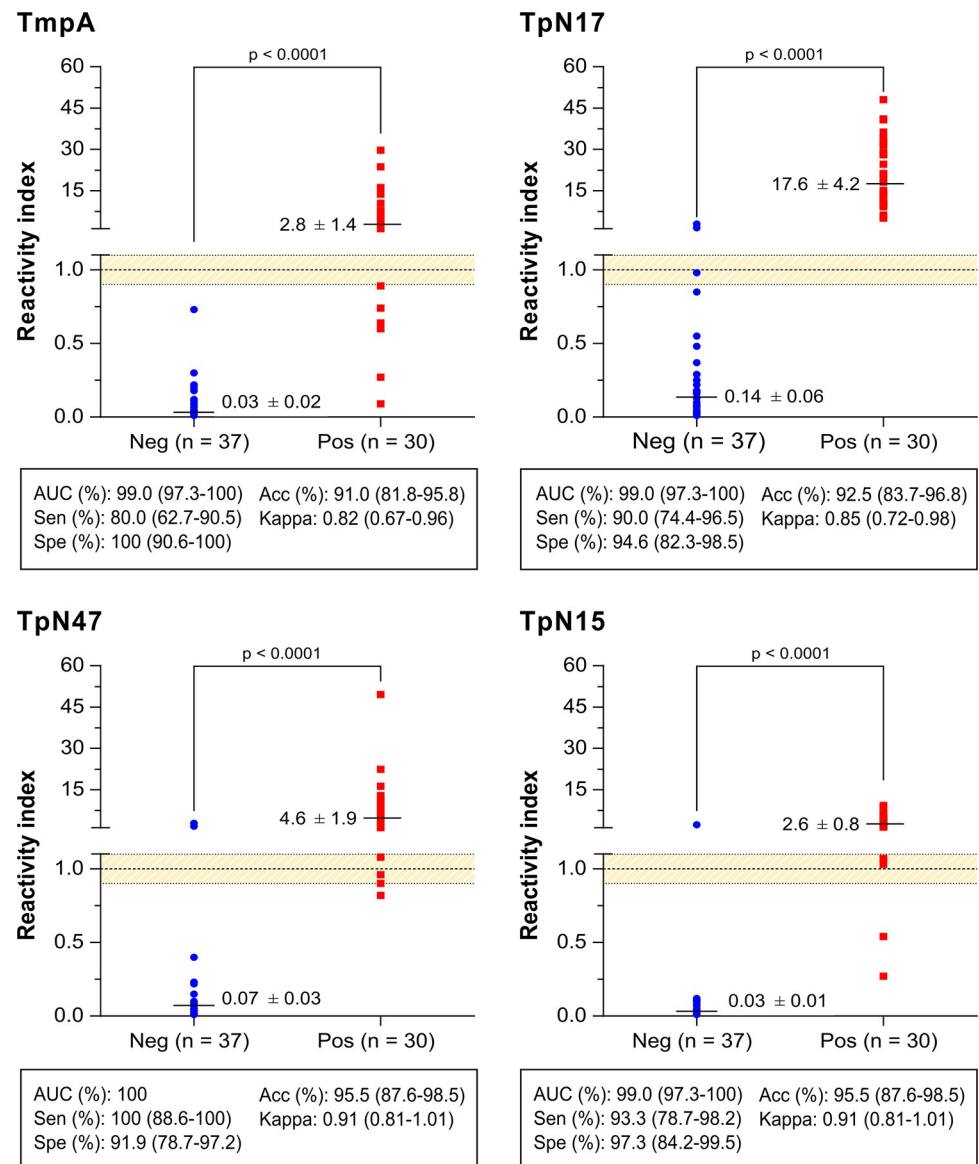 TmpA
p < 0.0001
60
45
30
15
1.0
0.5
0.0
Reactivity index
2.8 ± 1.4
0.03 ± 0.02
Neg (n = 37)
Pos (n = 30)
AUC (%): 99.0 (97.3-100) Acc (%): 91.0 (81.8-95.8)
Sen (%): 80.0 (62.7-90.5) Kappa: 0.82 (0.67-0.96)
Spe (%): 100 (90.6-100)
TpN17
p < 0.0001
60
45
30
15
1.0
0.5
0.0
Reactivity index
17.6 ± 4.2
0.14 ± 0.06
Neg (n = 37)
Pos (n = 30)
AUC (%): 99.0 (97.3-100) Acc (%): 92.5 (83.7-96.8)
Sen (%): 90.0 (74.4-96.5) Kappa: 0.85 (0.72-0.98)
Spe (%): 94.6 (82.3-98.5)
TpN47
p < 0.0001
60
45
30
15
1.0
0.5
0.0
Reactivity index
4.6 ± 1.9
0.07 ± 0.03
Neg (n = 37)
Pos (n = 30)
AUC (%): 100 Acc (%): 95.5 (87.6-98.5)
Sen (%): 100 (88.6-100) Kappa: 0.91 (0.81-1.01)
Spe (%): 91.9 (78.7-97.2)
TpN15
p < 0.0001
60
45
30
15
1.0
0.5
0.0
Reactivity index
2.6 ± 0.8
0.03 ± 0.01
Neg (n = 37)
Pos (n = 30)
AUC (%): 99.0 (97.3-100) Acc (%): 95.5 (87.6-98.5)
Sen (%): 93.3 (78.7-98.2) Kappa: 0.91 (0.81-1.01)
Spe (%): 97.3 (84.2-99.5)